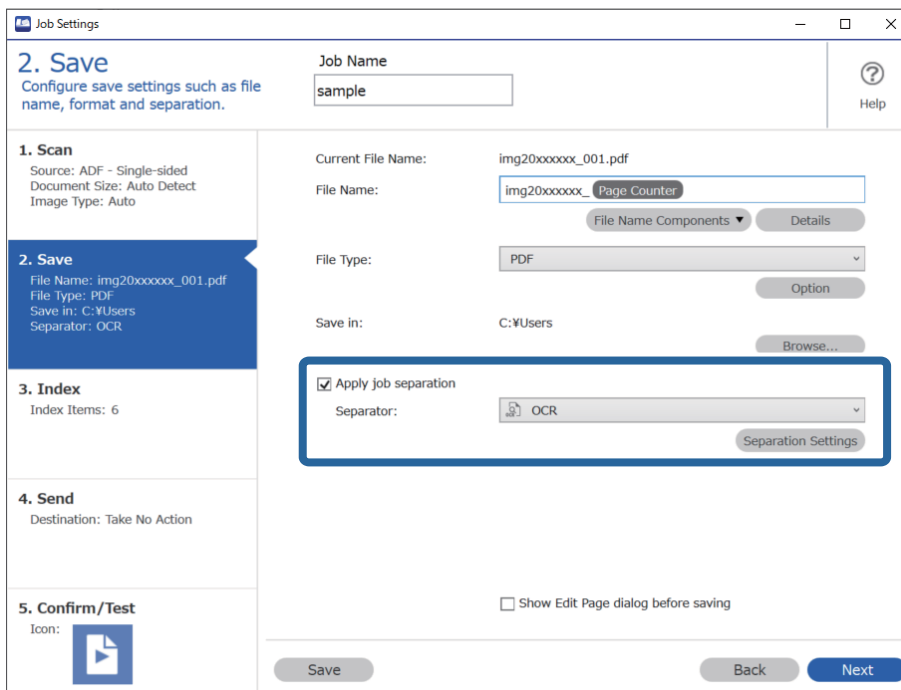 Job Settings
2. Save
Configure save settings such as file
name, format and separation.
Job Name
sample
Help
1. Scan
Source: ADF - Single-sided
Document Size: Auto Detect
Image Type: Auto
2. Save
File Name: img20xxxxxx_001.pdf
File Type: PDF
Save in: C:¥Users
Separator: OCR
3. Index
Index Items: 6
4. Send
Destination: Take No Action
5. Confirm/Test
Icon:
Current File Name: img20xxxxxx_001.pdf
File Name: img20xxxxxx_ Page Counter
File Name Components ▼ Details
File Type: PDF
Option
Save in: C:¥Users
Browse...
Apply job separation
Separator: OCR
Separation Settings
Show Edit Page dialog before saving
Save Back Next